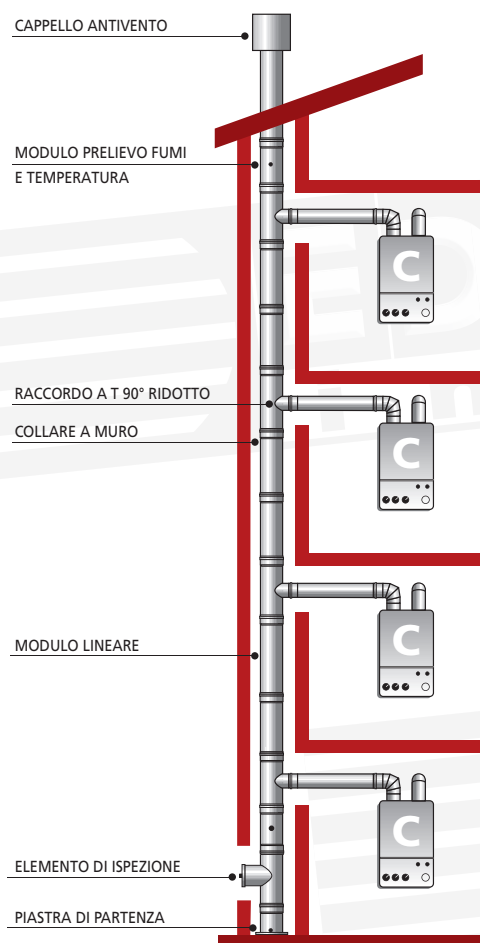 CAPPELLO ANTIVENTO
MODULO PRELIEVO FUMI
E TEMPERATURA
C
RACCORDO A T 90° RIDOTTO
COLLARE A MURO
C
MODULO LINEARE
C
C
ELEMENTO DI ISPEZIONE
PIASTRA DI PARTENZA